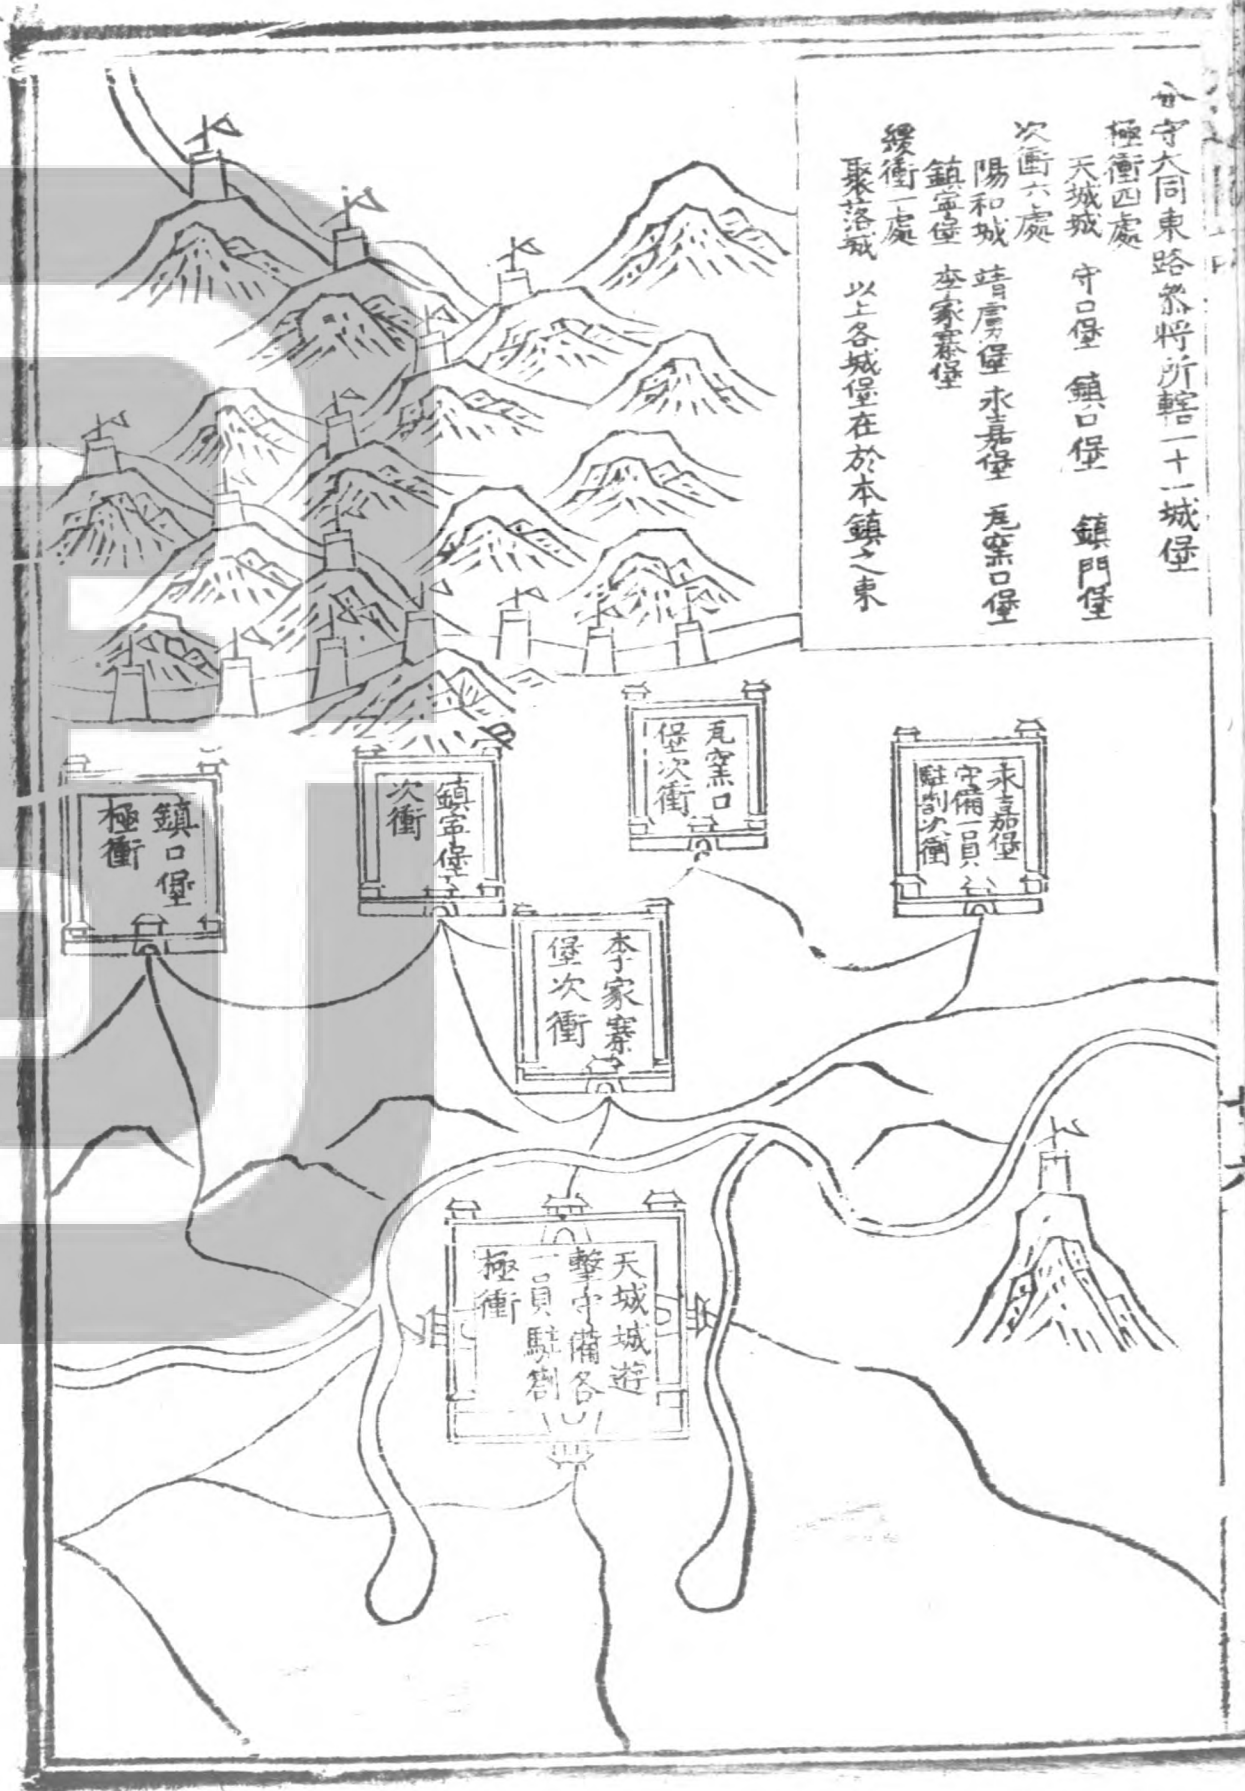 分守大同東路叅將所轄一十一城堡
極衝四處
天城城 守口堡 鎮口堡 鎮門堡
次衝六處
陽和城 靖虜堡 永嘉堡 瓦窯口堡
鎮寧堡 李家寨堡
緩衝一處
聚落城 以上各城堡在於本鎮之東
永嘉堡
守備一員
駐劄次衝
瓦窯口
堡次衝
鎮寧堡
次衝
鎮口堡
極衝
李家寨
堡次衝
天城城遊
擊守備各
一員駐劄
極衝